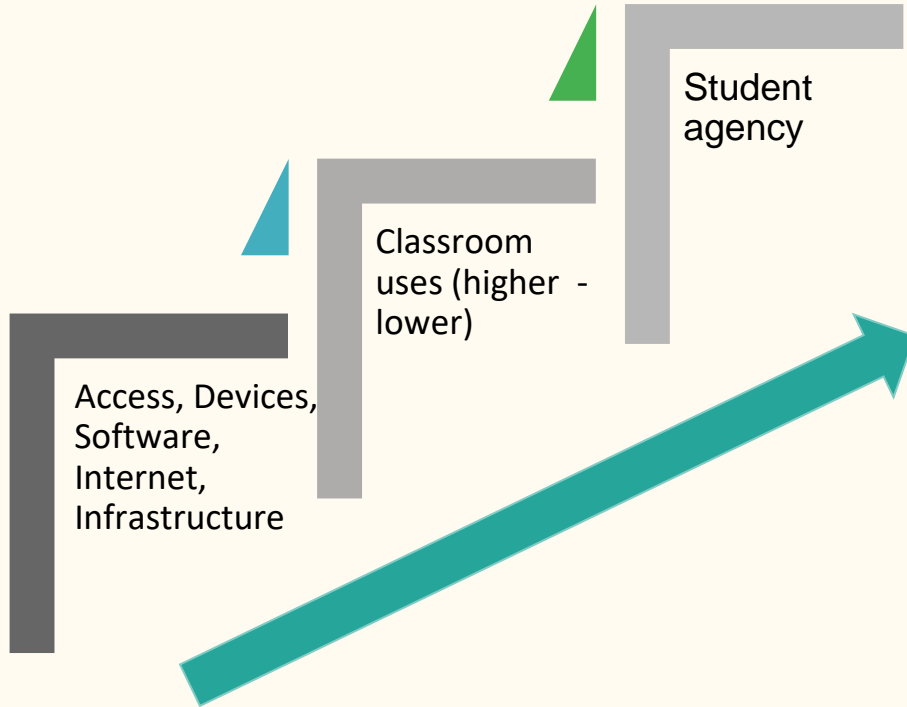 Student
agency
Classroom
uses (higher  -
lower)
Access, Devices,
Software,
Internet,
Infrastructure